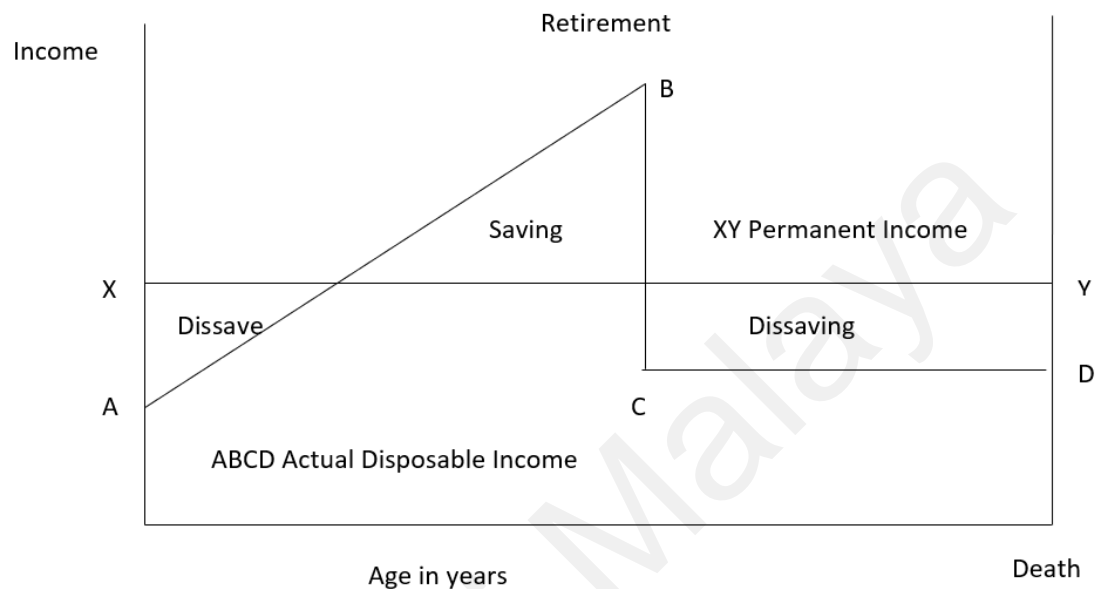 Retirement
Income
B
Saving
XY Permanent Income
X
Y
Dissave
Dissaving
D
A
C
ABCD Actual Disposable Income
Malaya
Age in years
Death